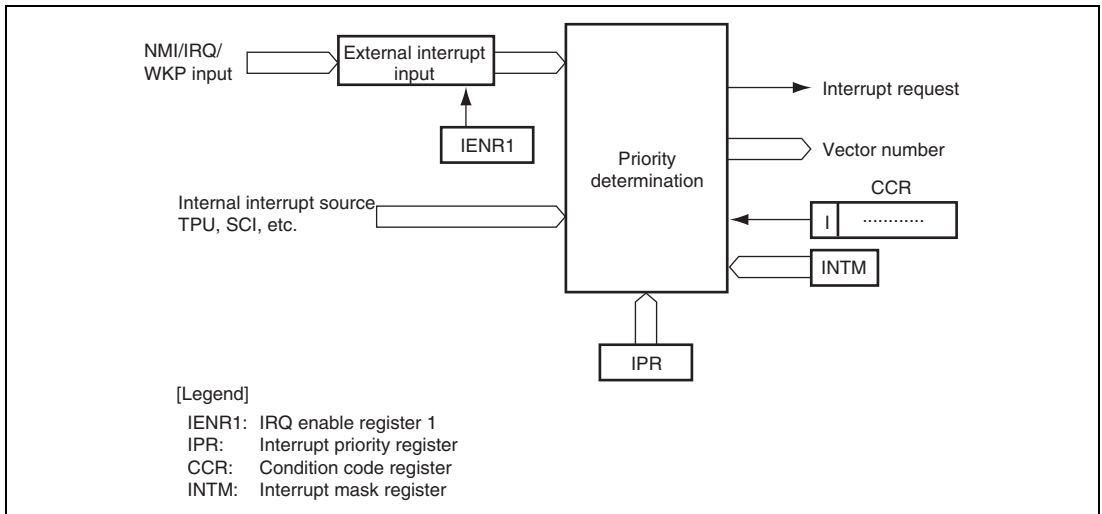 NMI/IRQ/
WKP input
External interrupt
input
IENR1
Internal interrupt source
TPU, SCI, etc.
Priority
determination
Interrupt request
Vector number
CCR
I ············
INTM
IPR
[Legend]
IENR1: IRQ enable register 1
IPR: Interrupt priority register
CCR: Condition code register
INTM: Interrupt mask register